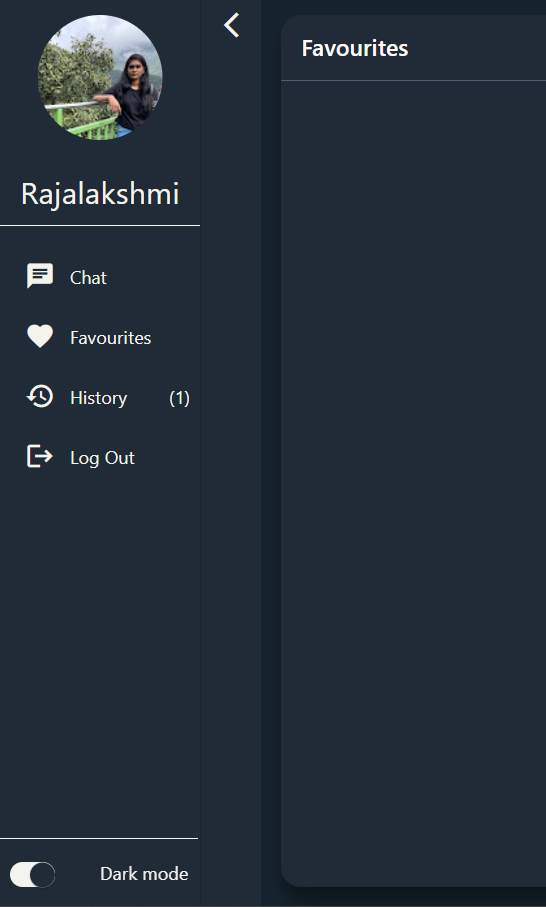 Rajalakshmi
Chat
Favourites
History (1)
Log Out
Dark mode
Favourites